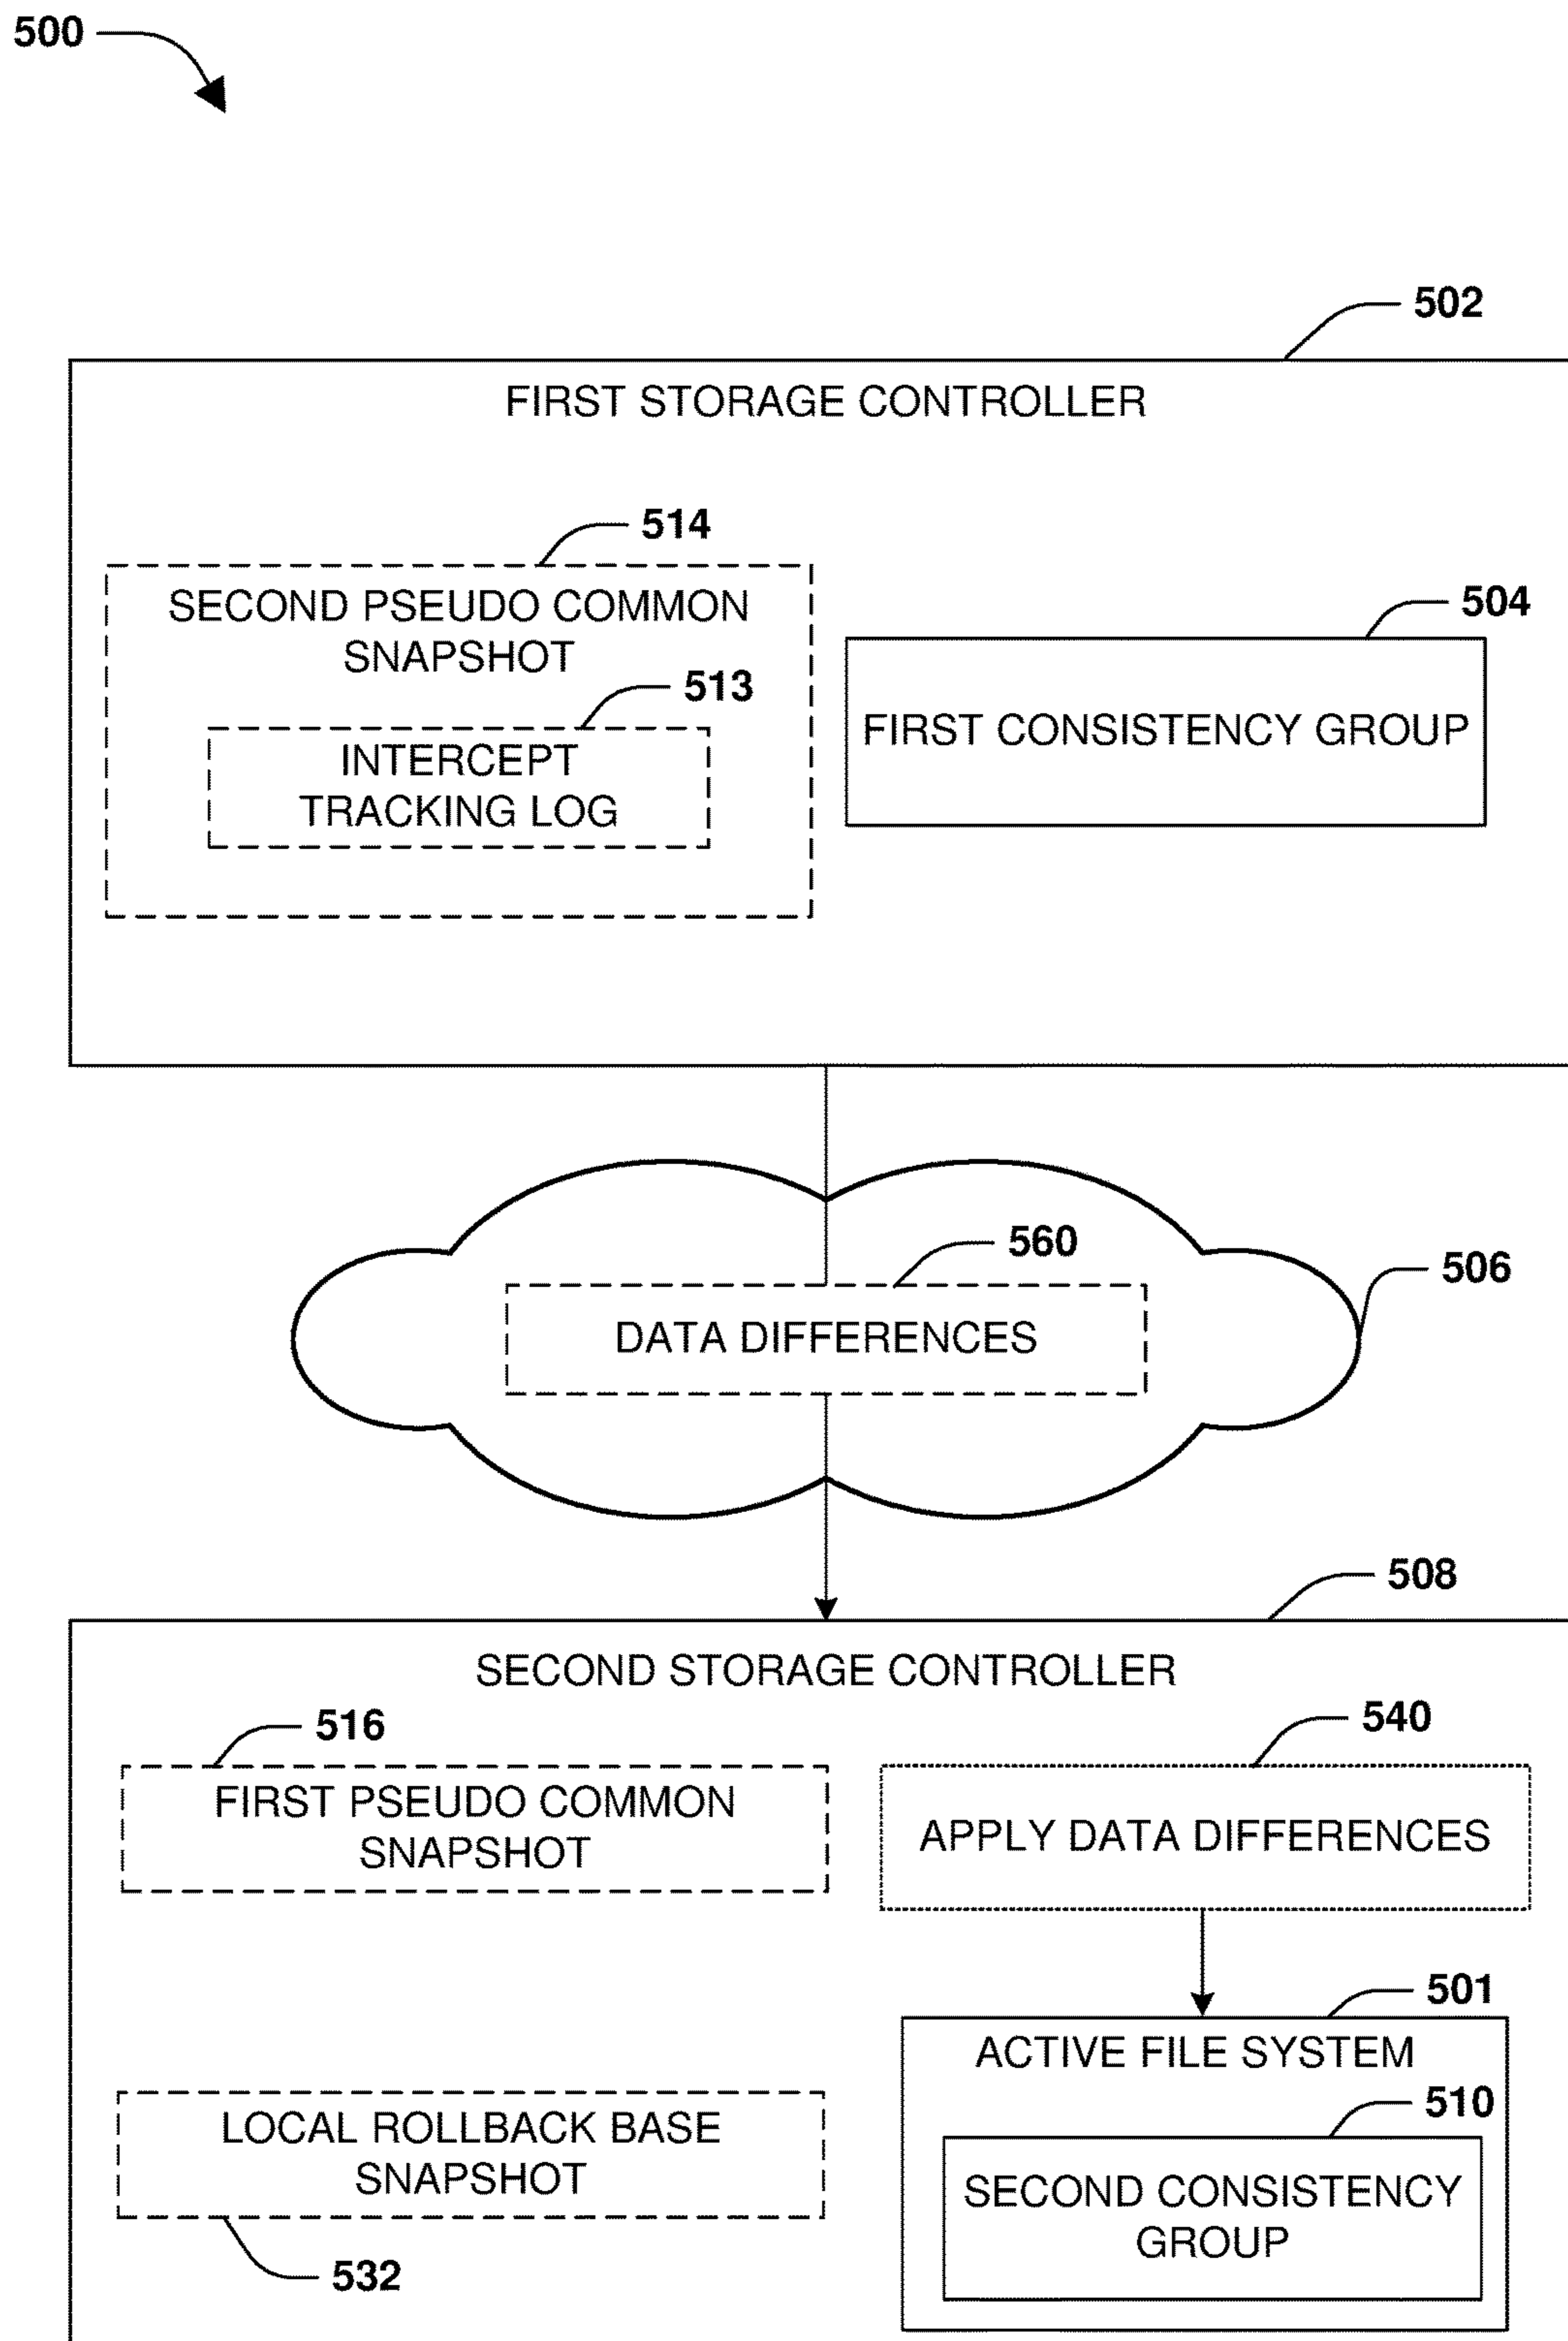 500
502
FIRST STORAGE CONTROLLER
514
SECOND PSEUDO COMMON
SNAPSHOT
513
INTERCEPT
TRACKING LOG
504
FIRST CONSISTENCY GROUP
560
506
DATA DIFFERENCES
508
SECOND STORAGE CONTROLLER
516
FIRST PSEUDO COMMON
SNAPSHOT
540
APPLY DATA DIFFERENCES
501
ACTIVE FILE SYSTEM
510
SECOND CONSISTENCY
GROUP
LOCAL ROLLBACK BASE
SNAPSHOT
532